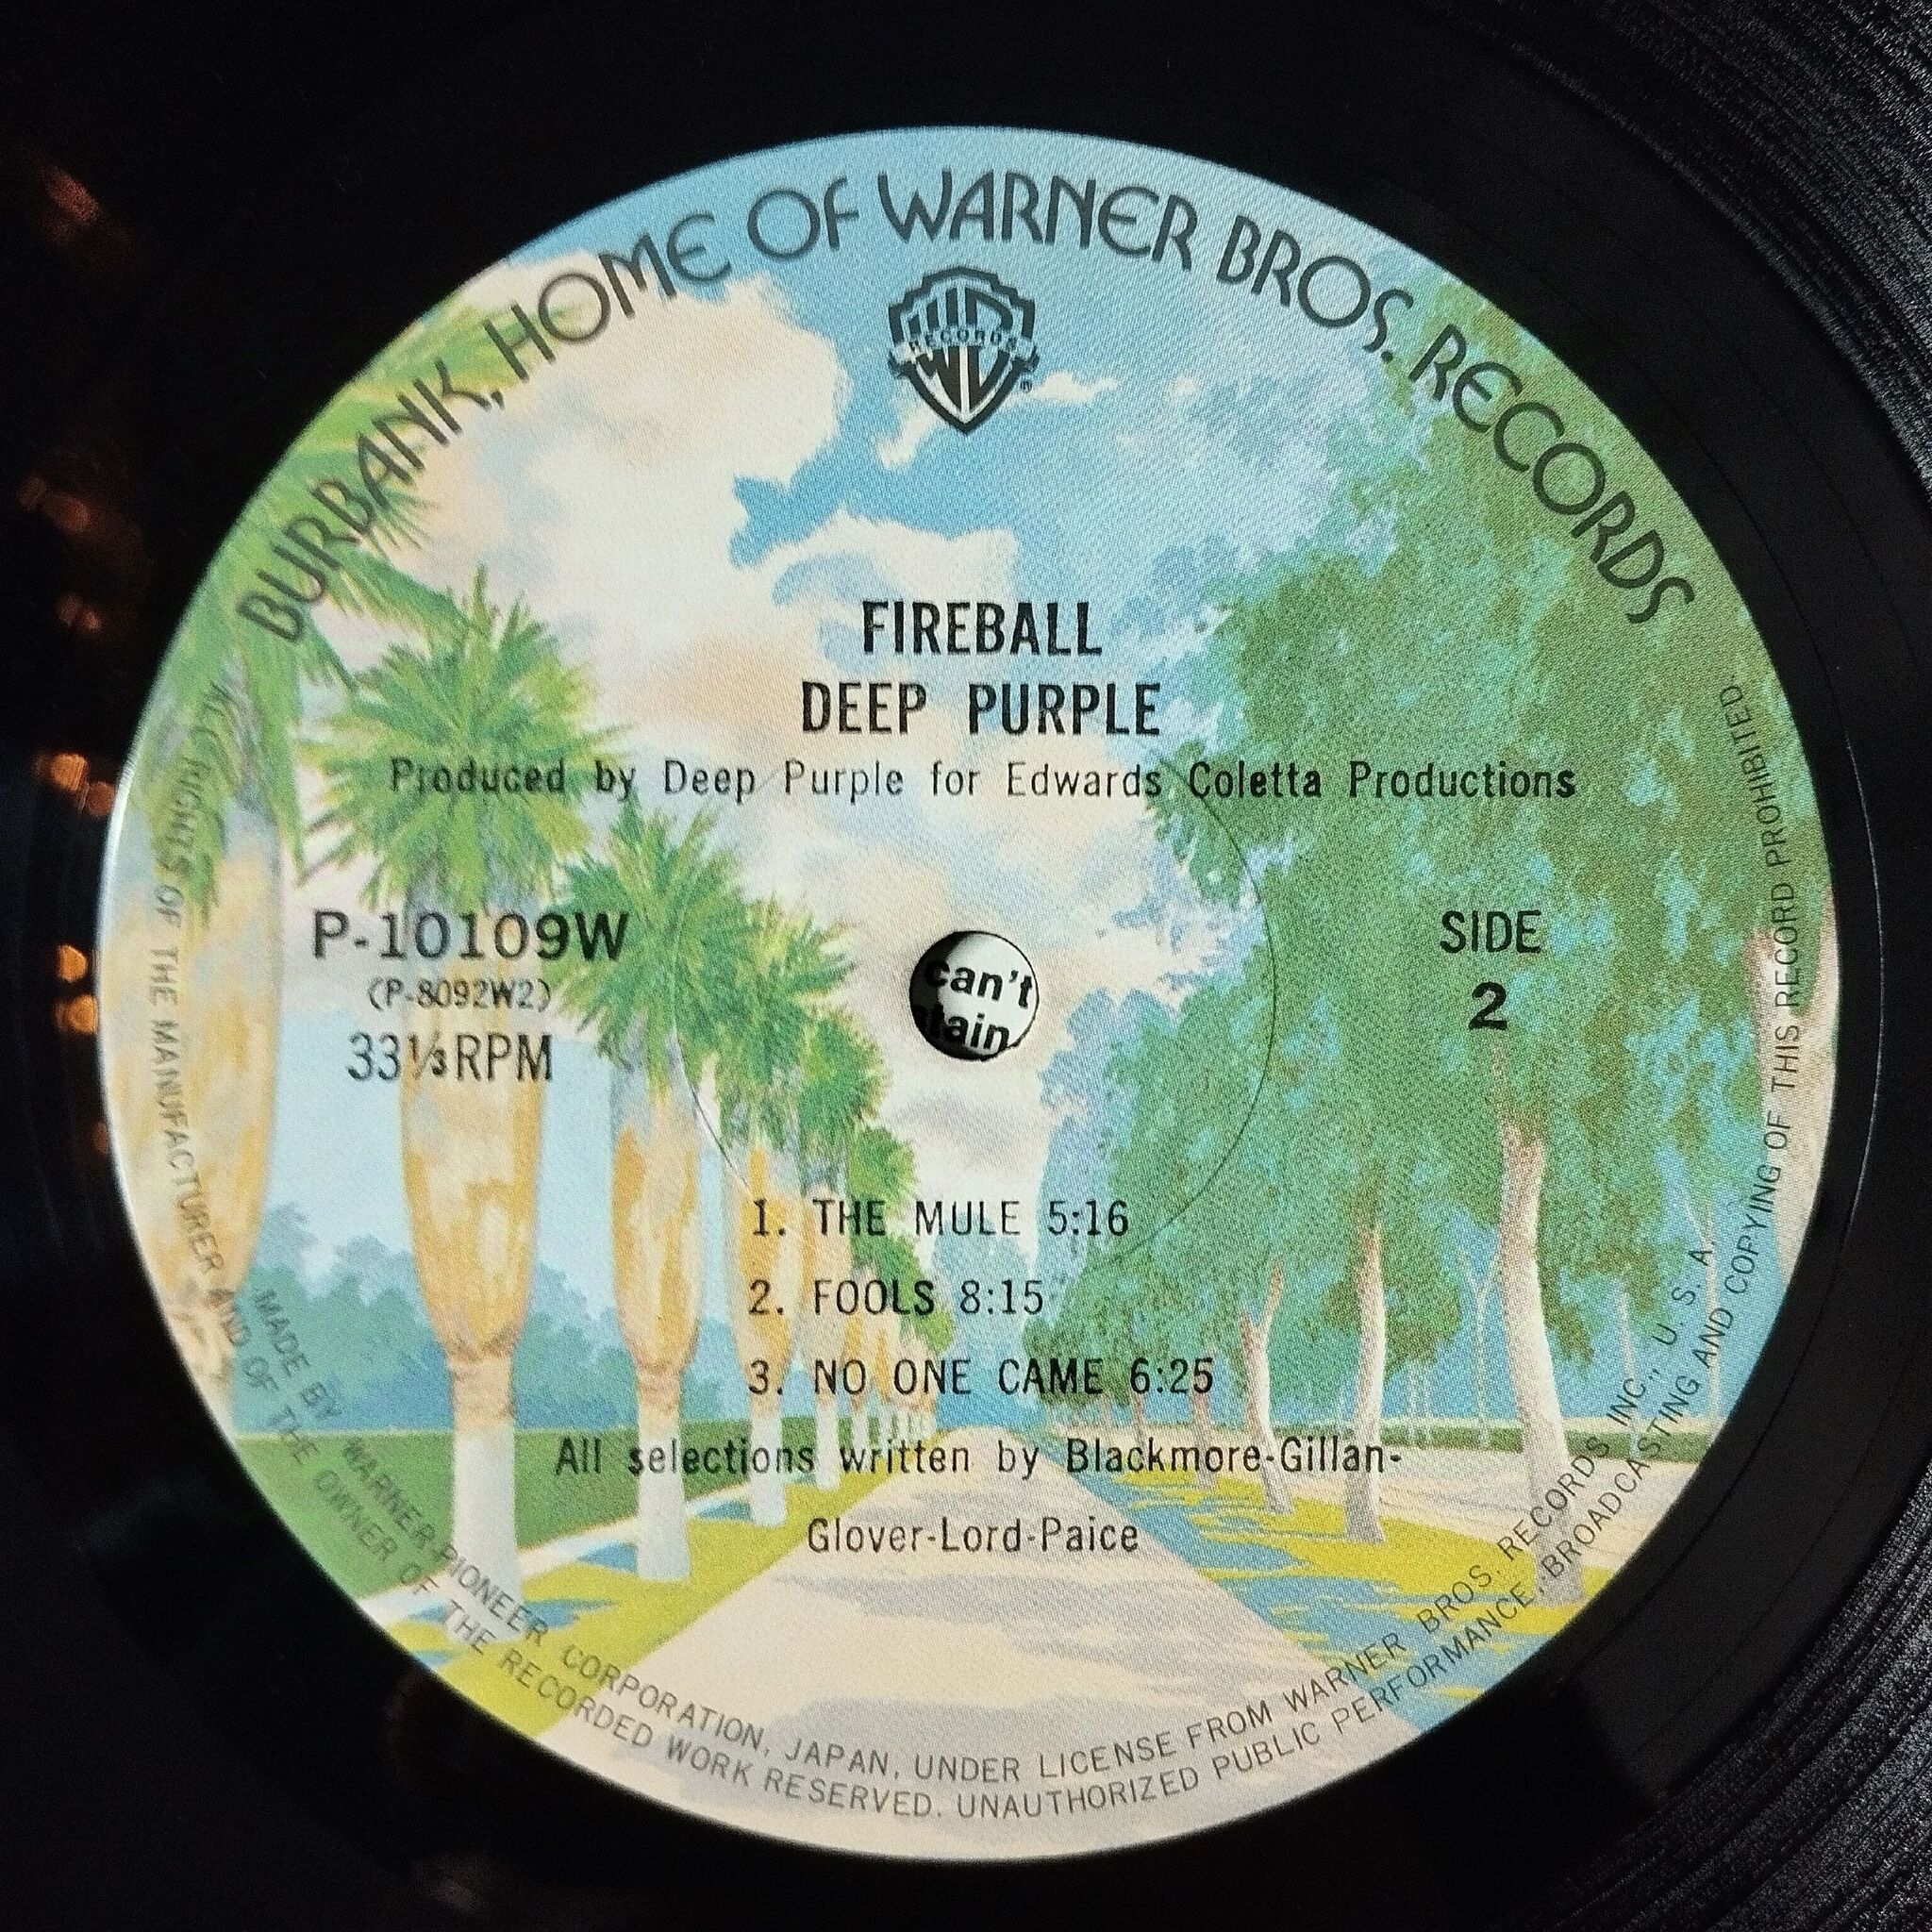 BURBANK, HOME OF WARNER BROS. RECORDS
RECORDS
FIREBALL
DEEP PURPLE
Produced by Deep Purple for Edwards Coletta Productions
P-10109W
(P-8092W2)
33⅓RPM
SIDE
2
can't
tain
1. THE MULE 5:16
2. FOOLS 8:15
3. NO ONE CAME 6:25
All selections written by Blackmore-Gillan-
Glover-Lord-Paice
MADE BY WARNER-PIONEER CORPORATION, JAPAN, UNDER LICENSE FROM WARNER BROS. RECORDS INC., U. S. A.
ALL RIGHTS OF THE MANUFACTURER AND OF THE OWNER OF THE RECORDED WORK RESERVED. UNAUTHORIZED PUBLIC PERFORMANCE, BROADCASTING AND COPYING OF THIS RECORD PROHIBITED.